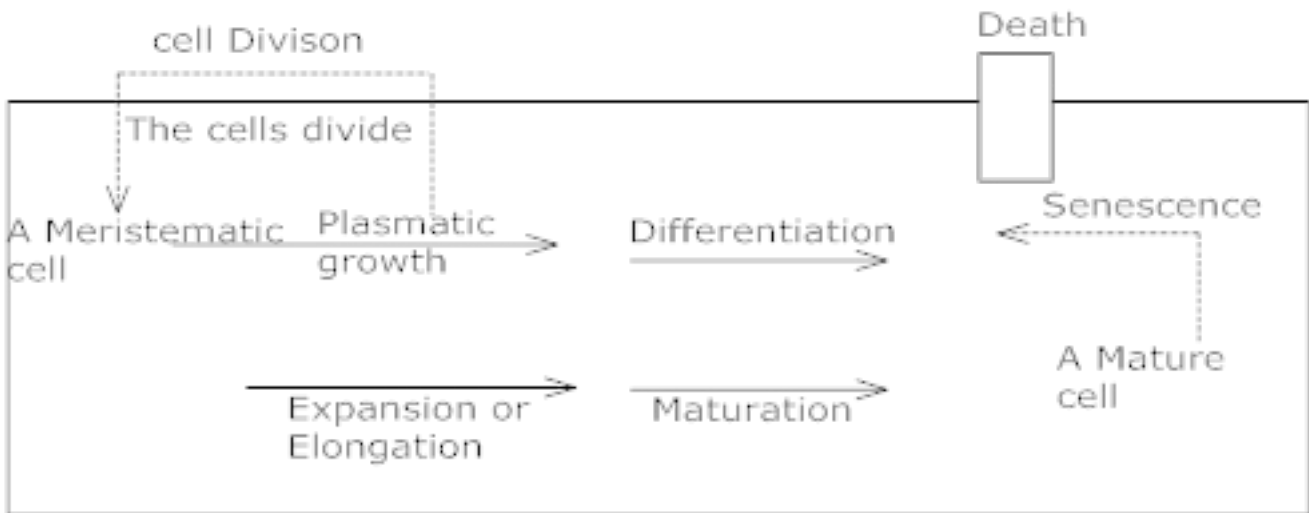 cell Divison
Death
The cells divide
Senescence
A Meristematic
cell
Plasmatic
growth
Differentiation
A Mature
cell
Expansion or
Elongation
Maturation